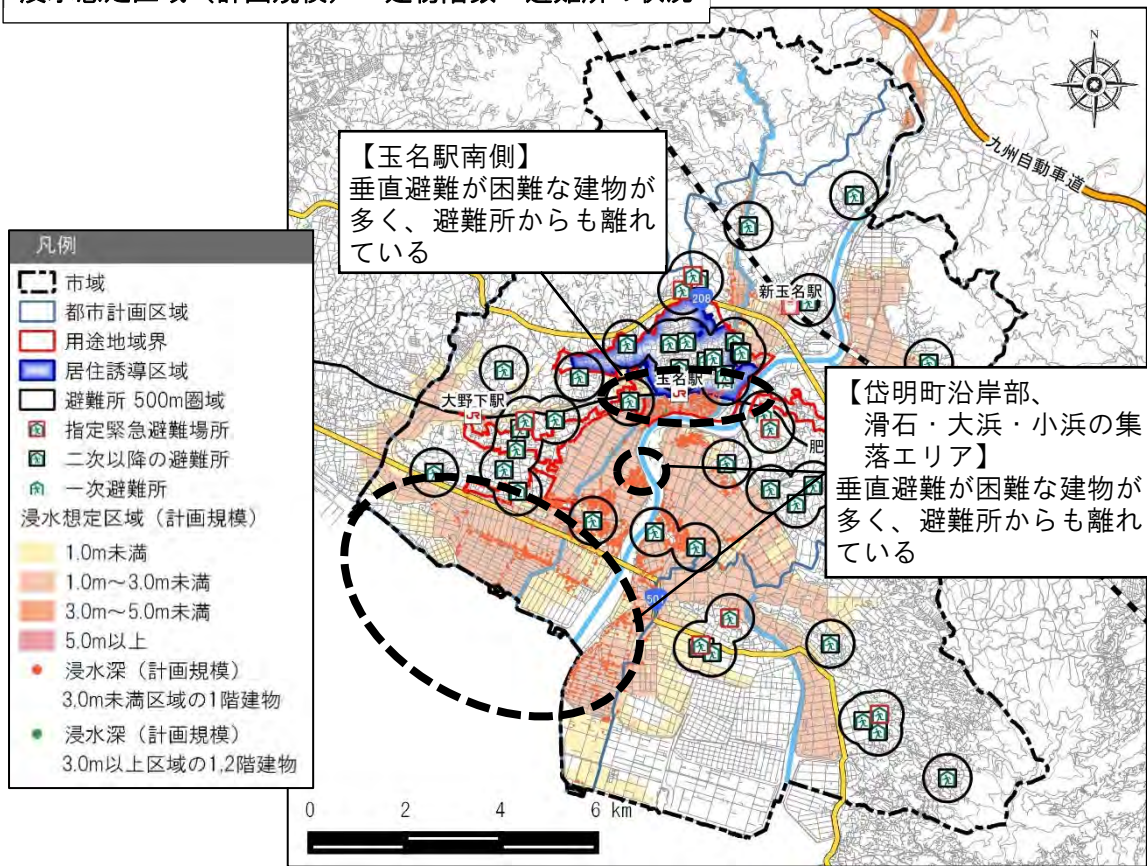 浸水想定区域（計画規模）×建物階数×避難所の状況
N
九州自動車道
【玉名駅南側】
垂直避難が困難な建物が
多く、避難所からも離れ
ている
208
新玉名駅
玉名駅
JR
大野下駅
JR
肥
501
【岱明町沿岸部、
滑石・大浜・小浜の集
落エリア】
垂直避難が困難な建物が
多く、避難所からも離れ
ている
凡例
市域
都市計画区域
用途地域界
居住誘導区域
避難所 500m圏域
指定緊急避難場所
二次以降の避難所
一次避難所
浸水想定区域（計画規模）
1.0m未満
1.0m～3.0m未満
3.0m～5.0m未満
5.0m以上
浸水深（計画規模）
3.0m未満区域の1階建物
浸水深（計画規模）
3.0m以上区域の1,2階建物
0 2 4 6 km